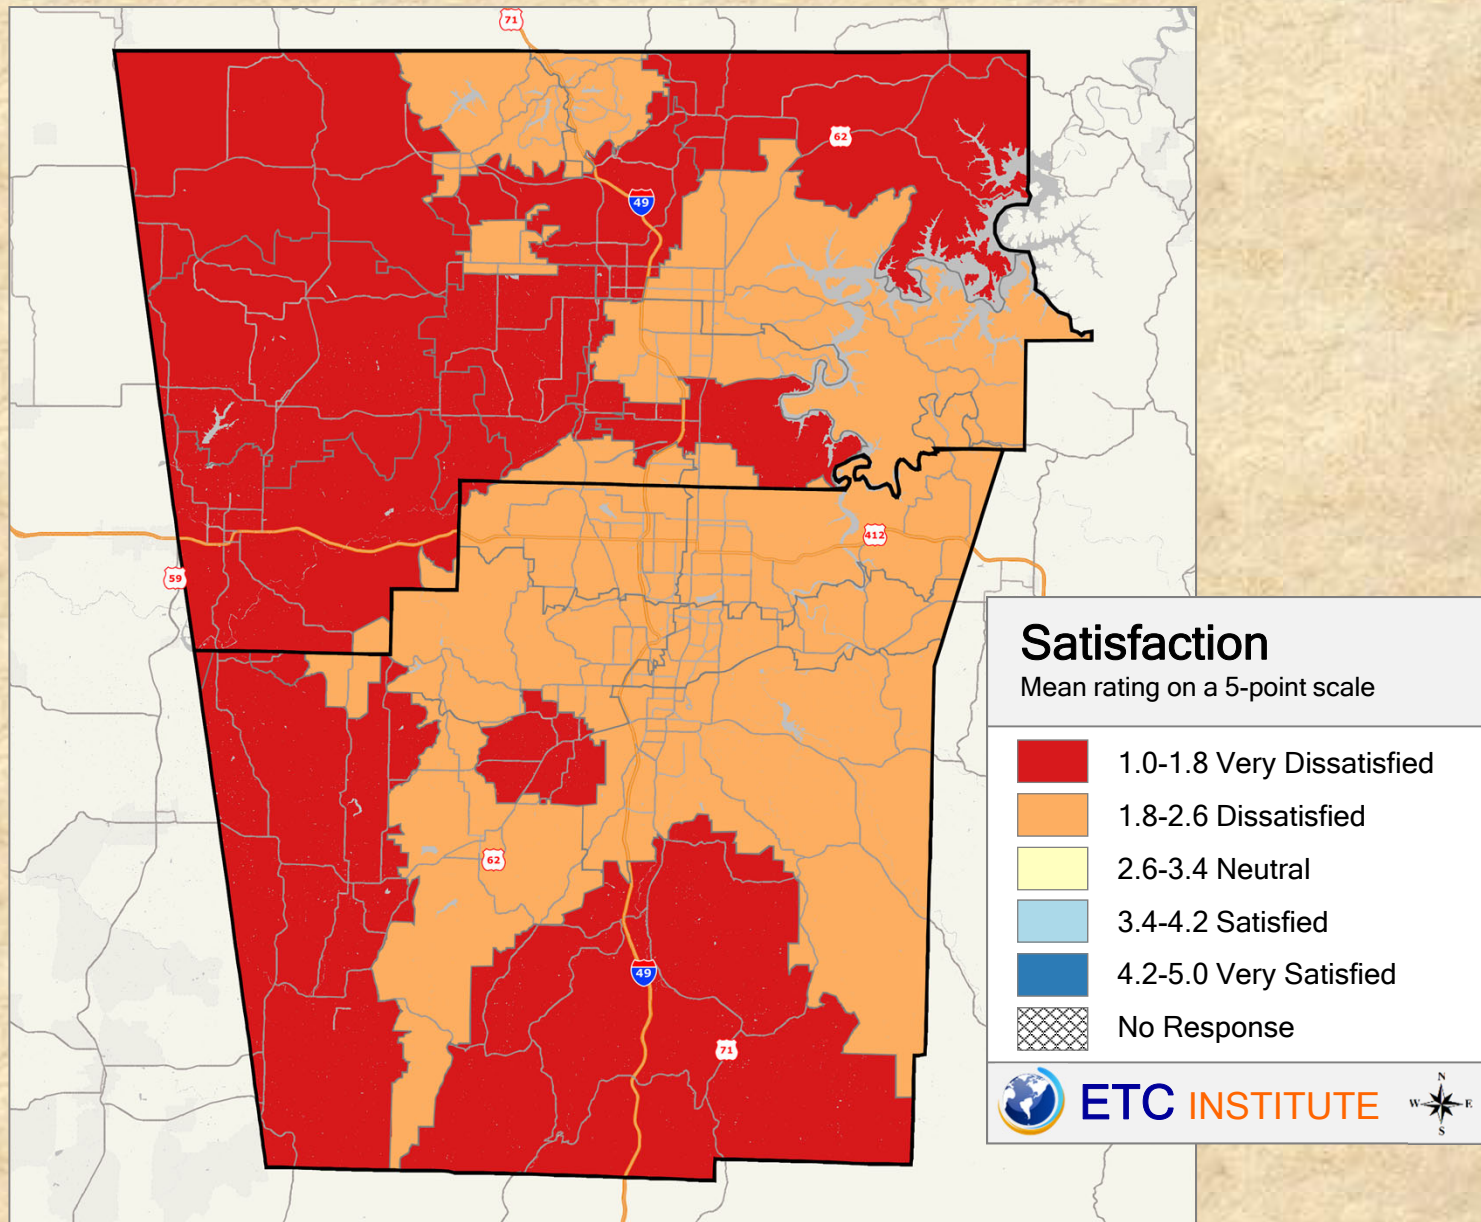 71
62
49
412
59
62
49
71
Satisfaction
Mean rating on a 5-point scale
1.0-1.8 Very Dissatisfied
1.8-2.6 Dissatisfied
2.6-3.4 Neutral
3.4-4.2 Satisfied
4.2-5.0 Very Satisfied
No Response
ETC INSTITUTE
N
W E
S